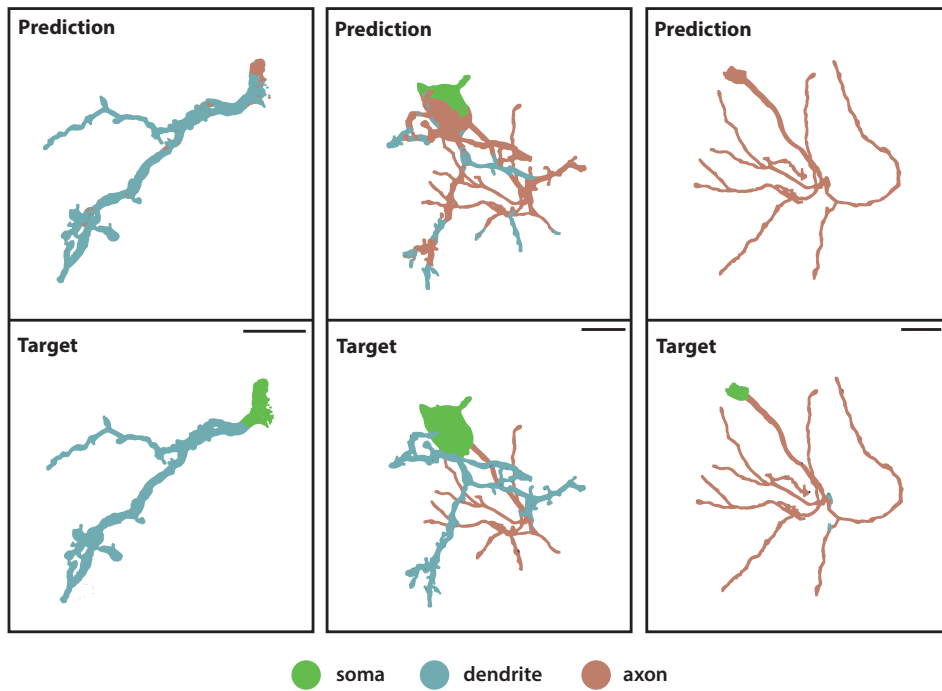 Prediction
Prediction
Prediction
Target
Target
Target
soma
dendrite
axon